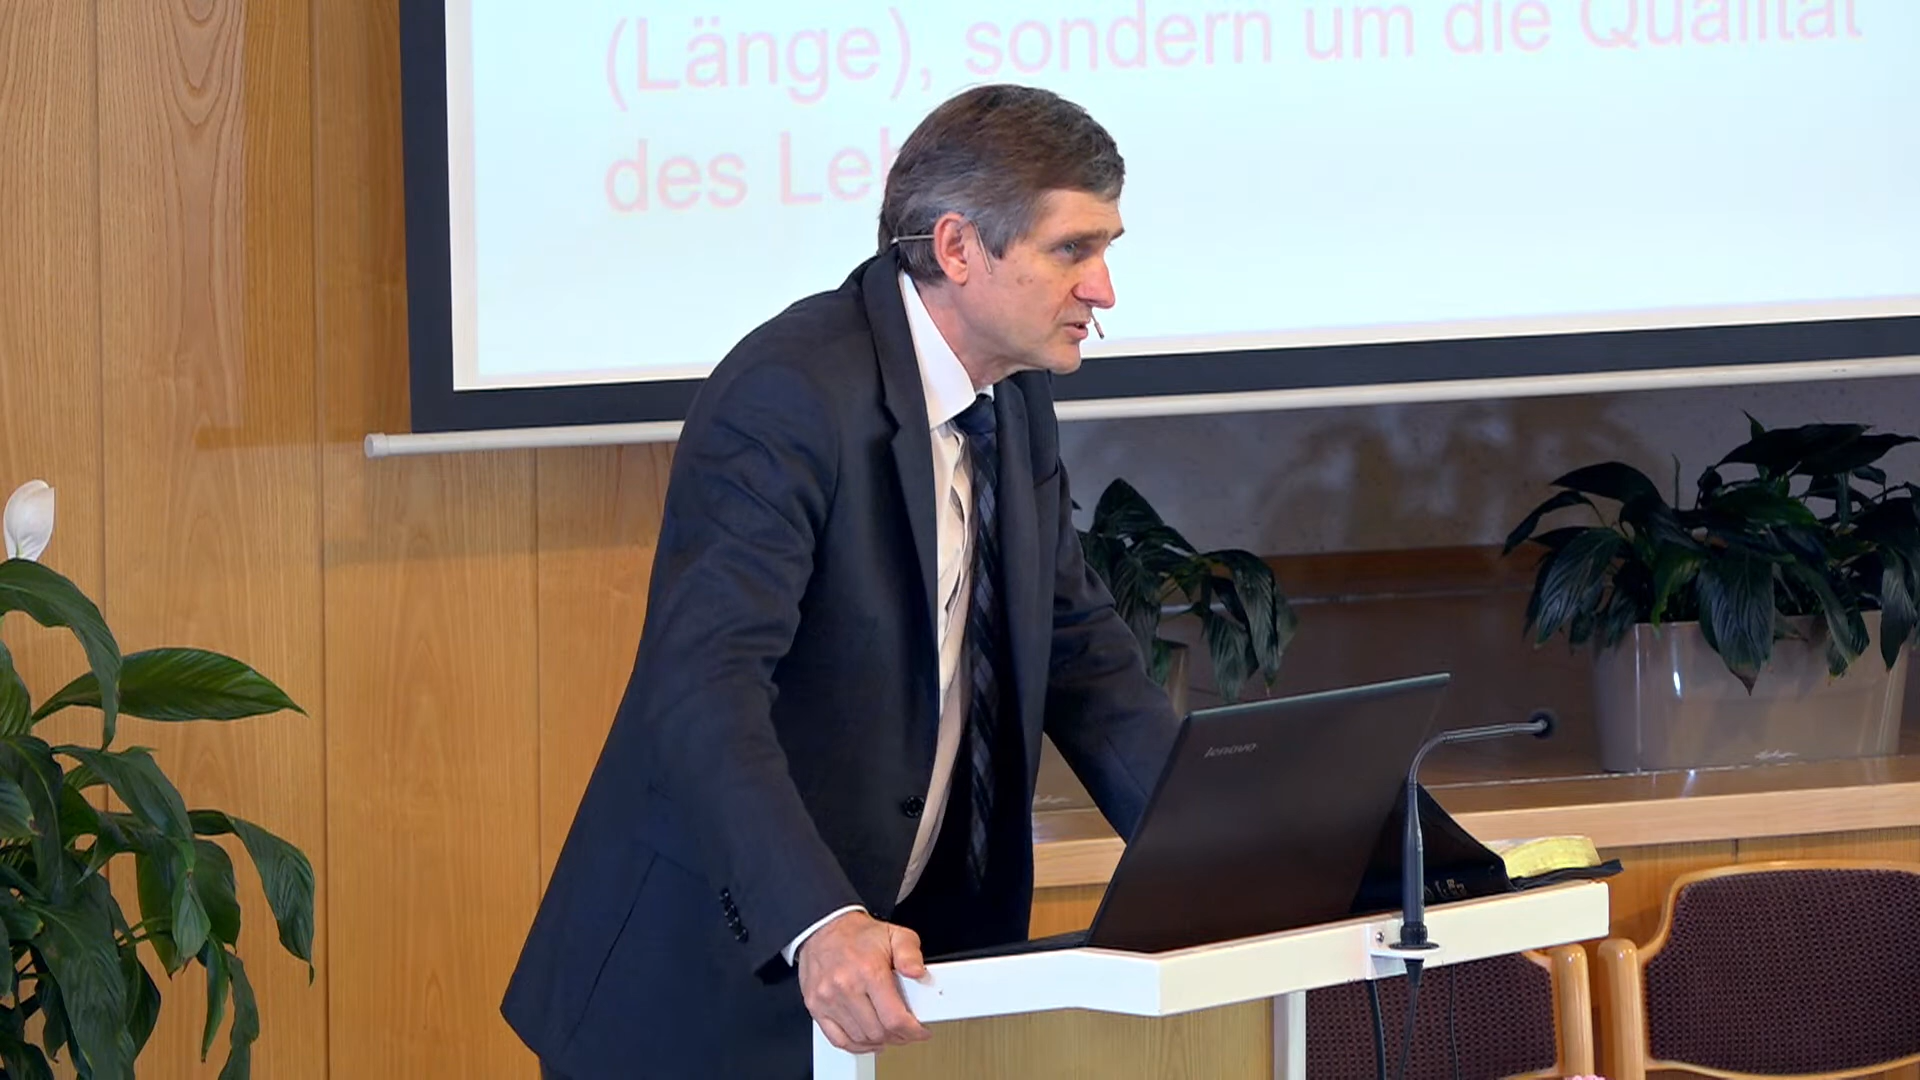 (Länge), sondern um die Qualität
des Leb
lenovo